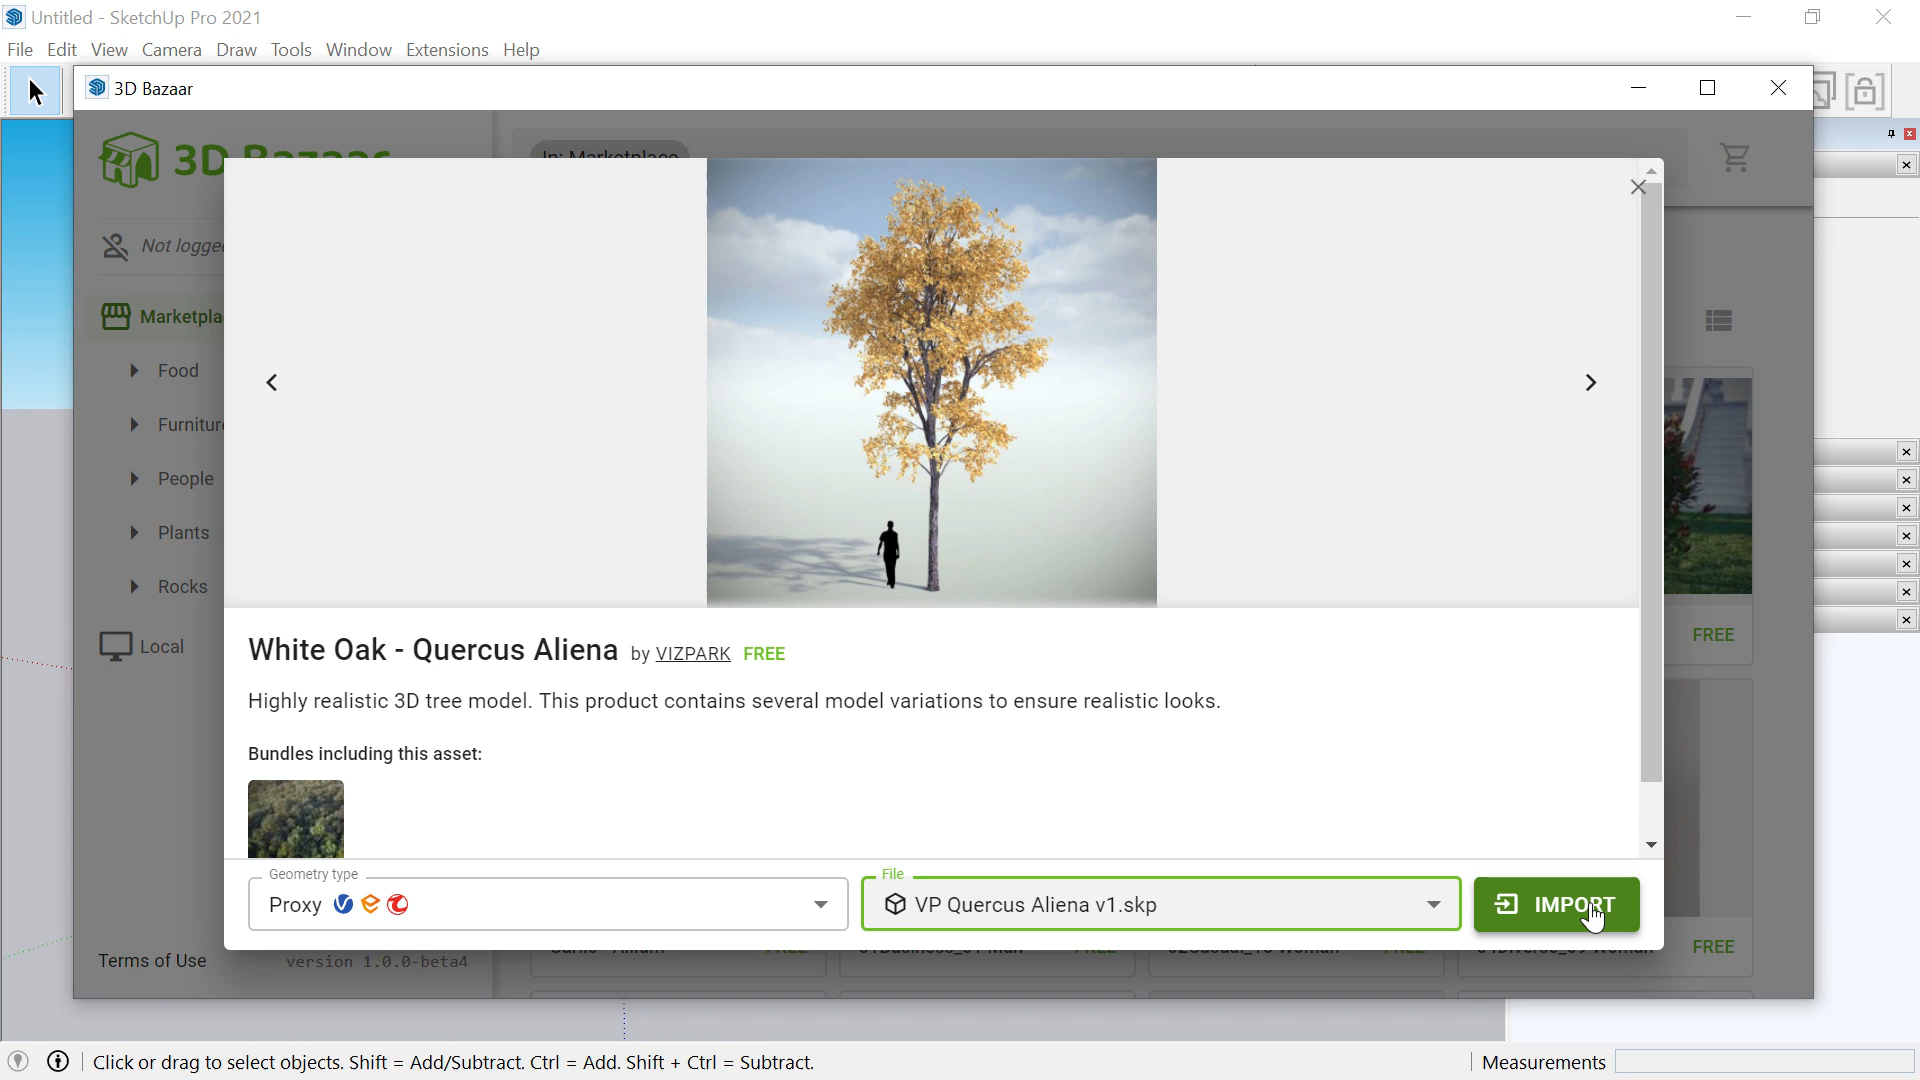 Untitled - SketchUp Pro 2021
File Edit View Camera Draw Tools Window Extensions Help
3D Bazaar
3D
Not logge
Marketpla
Food
Furnitur
People
Plants
Rocks
Local
Terms of Use
version 1.0.0-beta4
White Oak - Quercus Aliena by VIZPARK FREE
Highly realistic 3D tree model. This product contains several model variations to ensure realistic looks.
Bundles including this asset:
Geometry type
Proxy
File
VP Quercus Aliena v1.skp
IMPORT
FREE
FREE
Click or drag to select objects. Shift = Add/Subtract. Ctrl = Add. Shift + Ctrl = Subtract.
Measurements